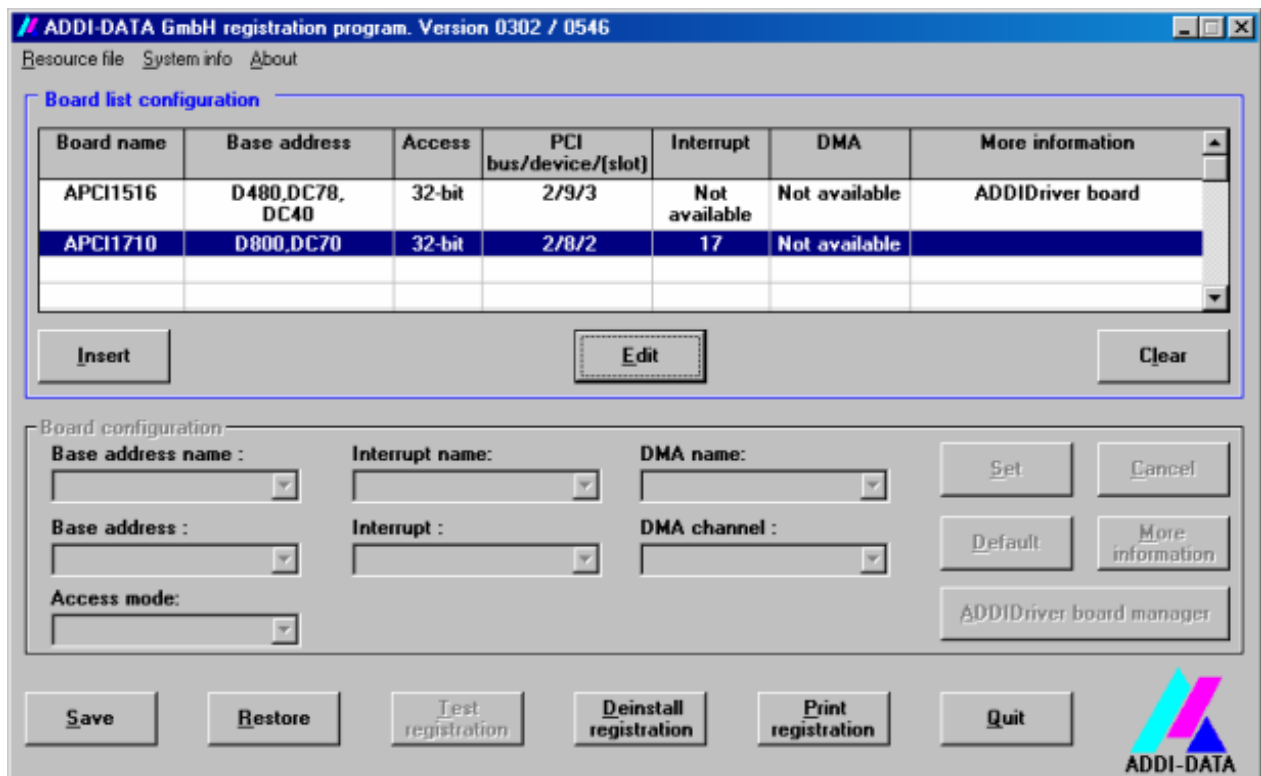 ADDI-DATA GmbH registration program. Version 0302 / 0546
Resource file System info About
Board list configuration
Board name Base address Access PCI bus/device/(slot) Interrupt DMA More information
APCI1516 D480,DC78, DC40 32-bit 2/9/3 Not available Not available ADDIDriver board
APCI1710 D800,DC70 32-bit 2/8/2 17 Not available
Insert Edit Clear
Board configuration
Base address name : Interrupt name: DMA name:
Set Cancel
Base address : Interrupt : DMA channel :
Default More information
Access mode:
ADDIDriver board manager
Save Restore Test registration Deinstall registration Print registration Quit
ADDI-DATA